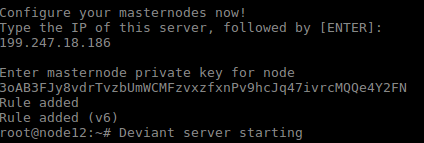 Configure your masternodes now!
Type the IP of this server, followed by [ENTER]:
199.247.18.186
Enter masternode private key for node
3oAB3FJy8vdrTvzbUmWCMFzvxzfxnPv9hcJq47ivrcMQQe4Y2FN
Rule added
Rule added (v6)
root@node12:~# Deviant server starting